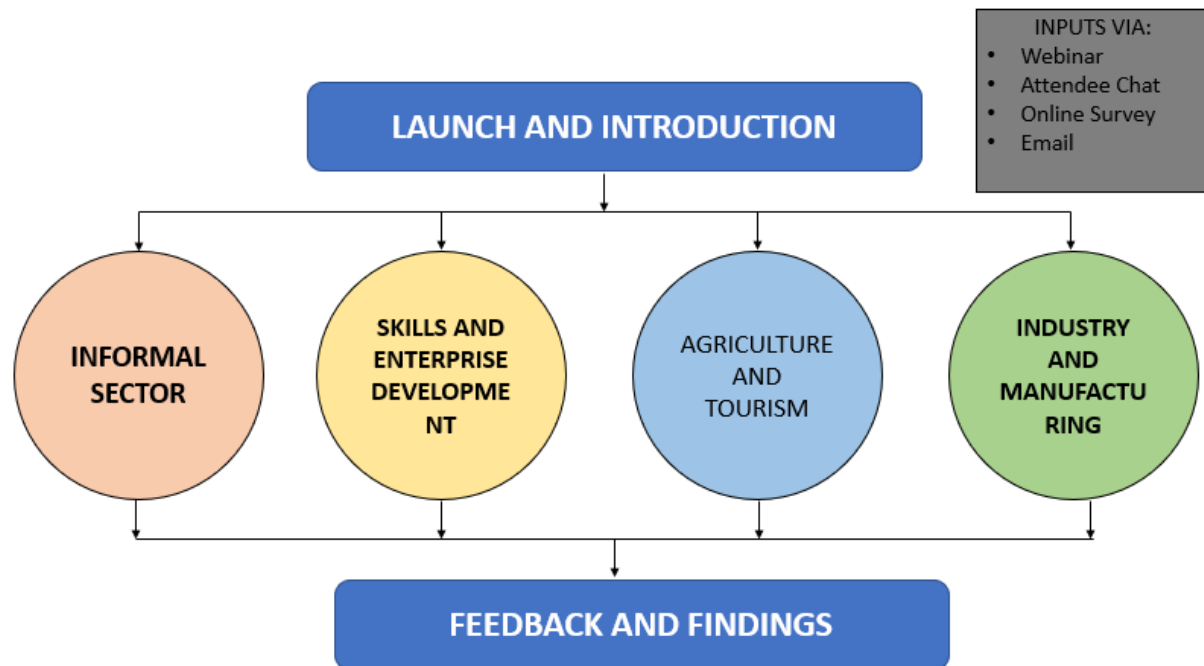 INPUTS VIA:
• Webinar
• Attendee Chat
• Online Survey
• Email
LAUNCH AND INTRODUCTION
INFORMAL
SECTOR
SKILLS AND
ENTERPRISE
DEVELOPME
NT
AGRICULTURE
AND
TOURISM
INDUSTRY
AND
MANUFACTU
RING
FEEDBACK AND FINDINGS